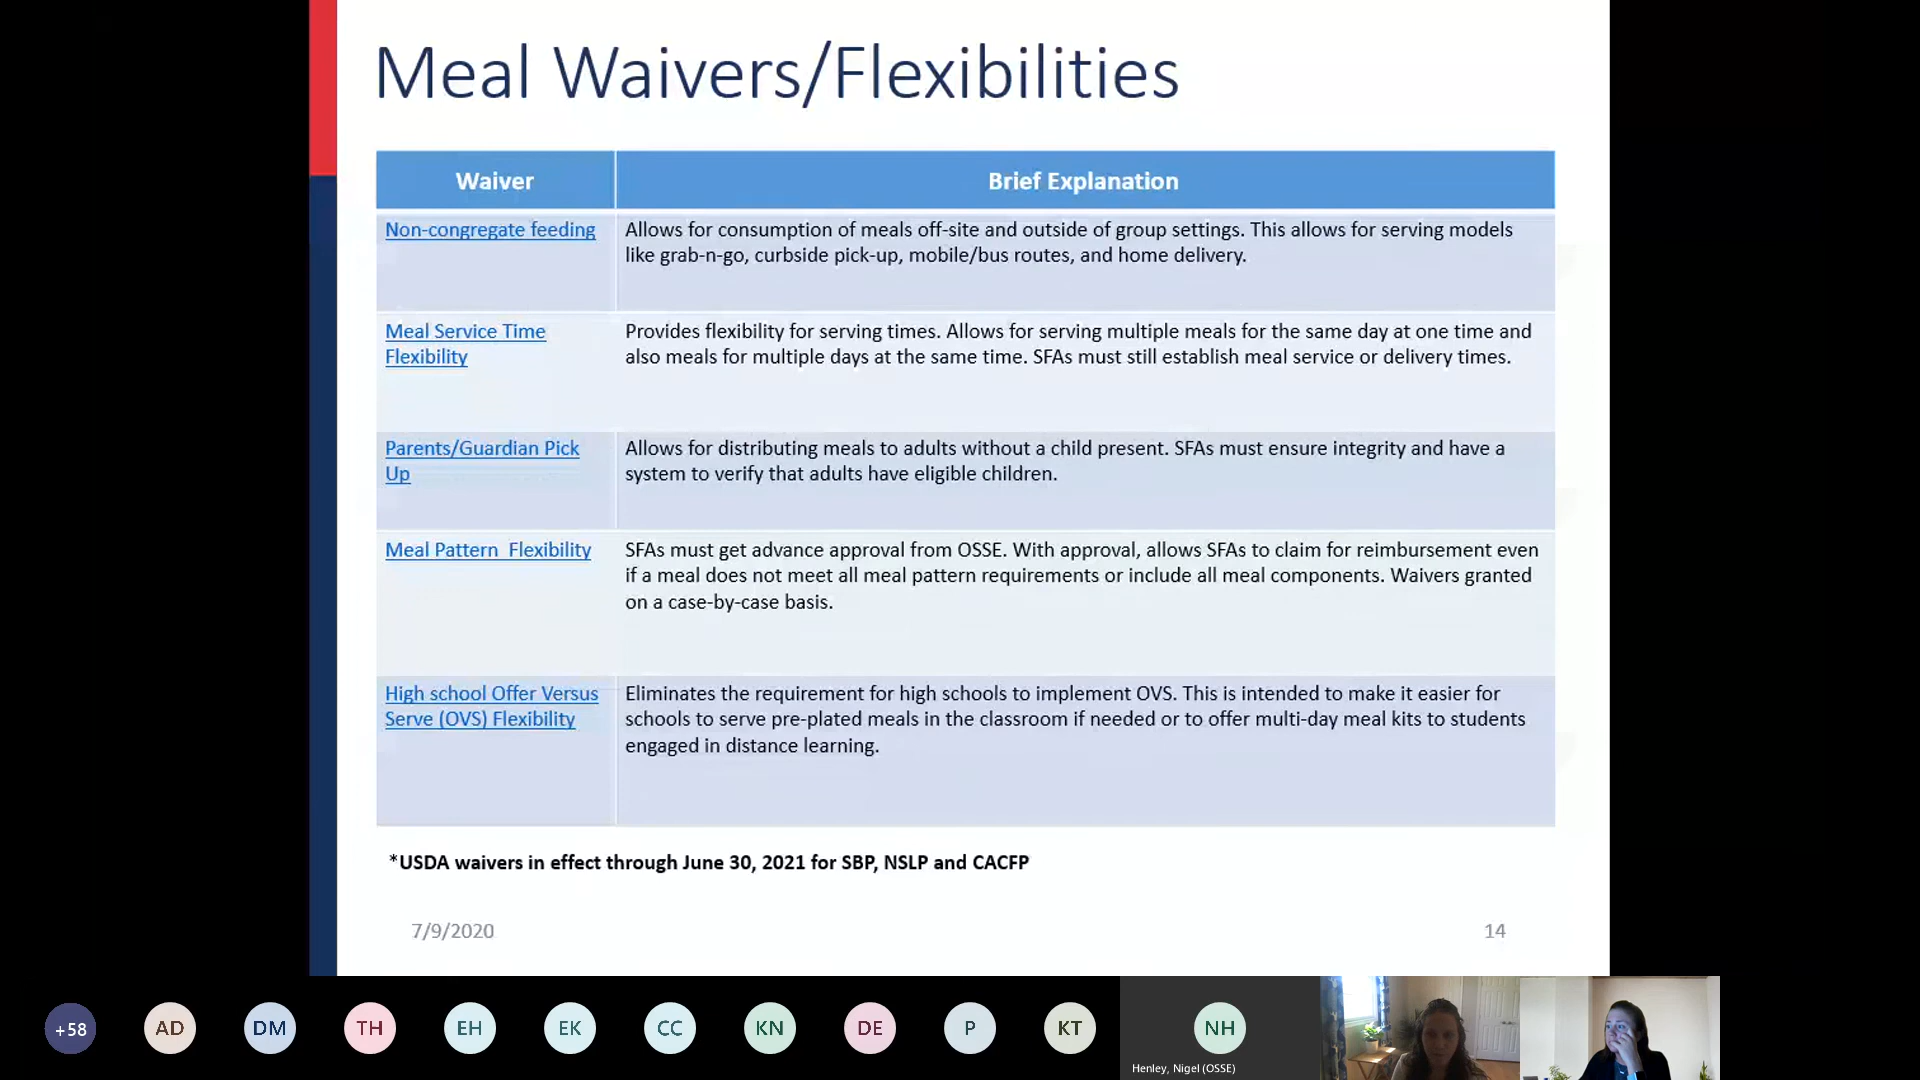 Meal Waivers/Flexibilities
Waiver
Brief Explanation
Non-congregate feeding
Allows for consumption of meals off-site and outside of group settings. This allows for serving models
like grab-n-go, curbside pick-up, mobile/bus routes, and home delivery.
Meal Service Time
Flexibility
Provides flexibility for serving times. Allows for serving multiple meals for the same day at one time and
also meals for multiple days at the same time. SFAs must still establish meal service or delivery times.
Parents/Guardian Pick
Up
Allows for distributing meals to adults without a child present. SFAs must ensure integrity and have a
system to verify that adults have eligible children.
Meal Pattern  Flexibility
SFAs must get advance approval from OSSE. With approval, allows SFAs to claim for reimbursement even
if a meal does not meet all meal pattern requirements or include all meal components. Waivers granted
on a case-by-case basis.
High school Offer Versus
Serve (OVS) Flexibility
Eliminates the requirement for high schools to implement OVS. This is intended to make it easier for
schools to serve pre-plated meals in the classroom if needed or to offer multi-day meal kits to students
engaged in distance learning.
*USDA waivers in effect through June 30, 2021 for SBP, NSLP and CACFP
7/9/2020
14
+58
AD
DM
TH
EH
EK
CC
KN
DE
P
KT
NH
Henley, Nigel (OSSE)